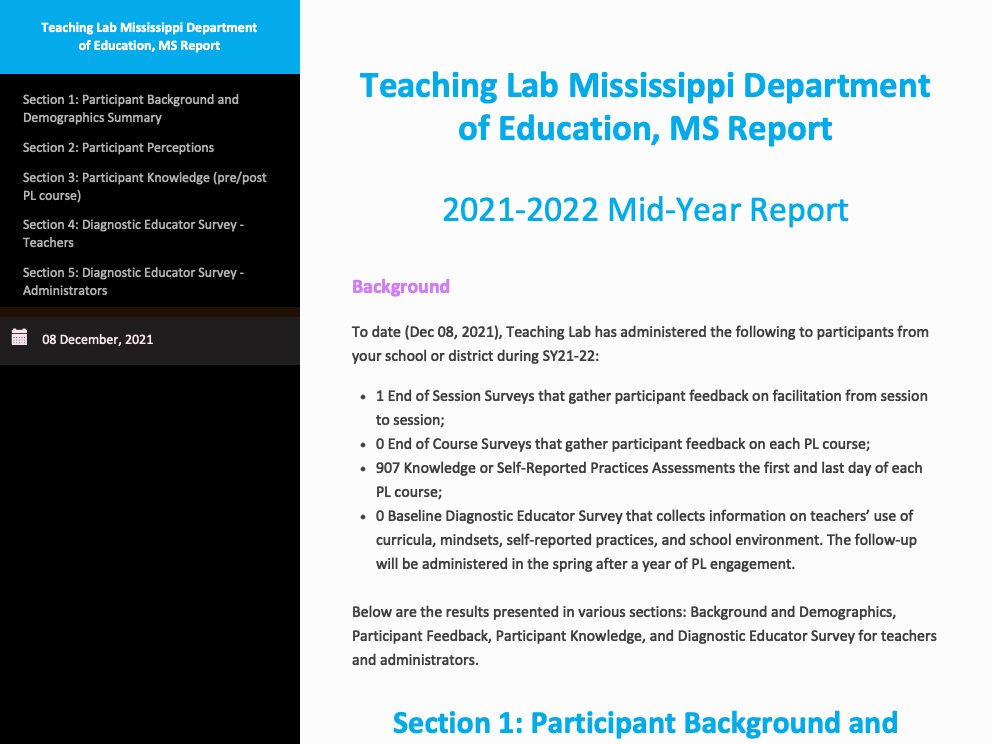 Teaching Lab Mississippi Department
of Education, MS Report
Section 1: Participant Background and
Demographics Summary
Section 2: Participant Perceptions
Section 3: Participant Knowledge (pre/post
PL course)
Section 4: Diagnostic Educator Survey -
Teachers
Section 5: Diagnostic Educator Survey -
Administrators
08 December, 2021
Teaching Lab Mississippi Department
of Education, MS Report
2021-2022 Mid-Year Report
Background
To date (Dec 08, 2021), Teaching Lab has administered the following to participants from
your school or district during SY21-22:
• 1 End of Session Surveys that gather participant feedback on facilitation from session
to session;
• 0 End of Course Surveys that gather participant feedback on each PL course;
• 907 Knowledge or Self-Reported Practices Assessments the first and last day of each
PL course;
• 0 Baseline Diagnostic Educator Survey that collects information on teachers’ use of
curricula, mindsets, self-reported practices, and school environment. The follow-up
will be administered in the spring after a year of PL engagement.
Below are the results presented in various sections: Background and Demographics,
Participant Feedback, Participant Knowledge, and Diagnostic Educator Survey for teachers
and administrators.
Section 1: Participant Background and